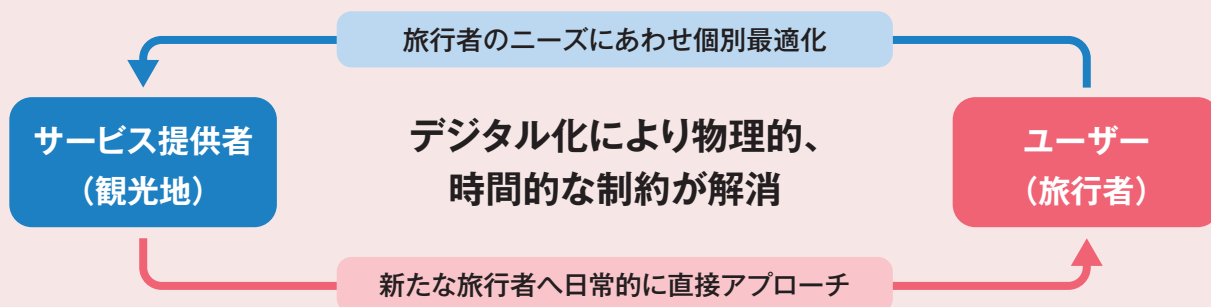 旅行者のニーズにあわせ個別最適化
サービス提供者
（観光地）
デジタル化により物理的、
時間的な制約が解消
ユーザー
（旅行者）
新たな旅行者へ日常的に直接アプローチ